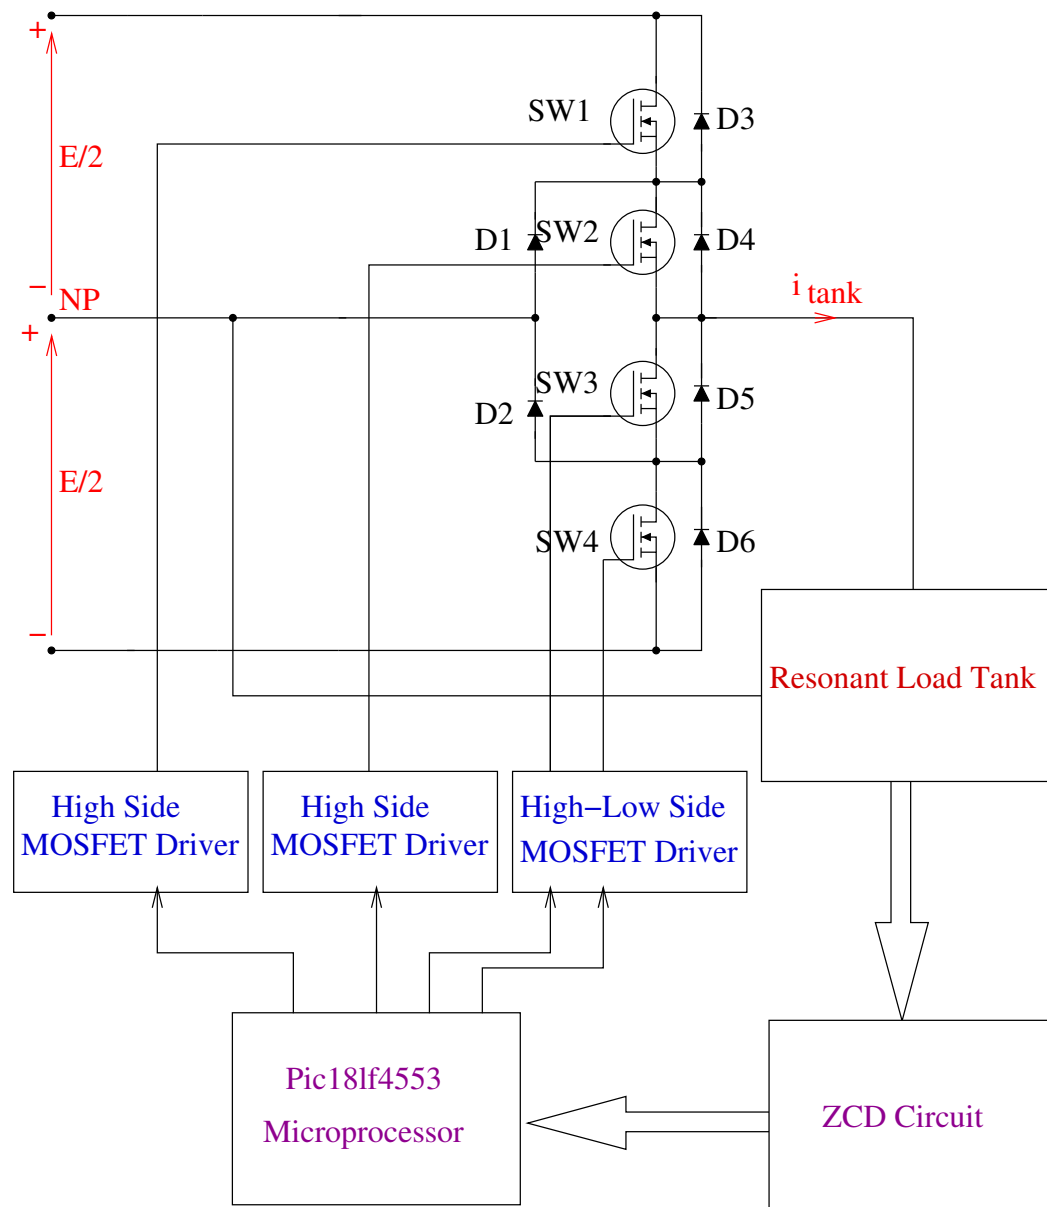 +
SW1
D3
E/2
D1
SW2
D4
−
NP
i tank
+
SW3
D5
D2
E/2
SW4
D6
−
Resonant Load Tank
High Side
MOSFET Driver
High Side
MOSFET Driver
High−Low Side
MOSFET Driver
Pic18lf4553
Microprocessor
ZCD Circuit